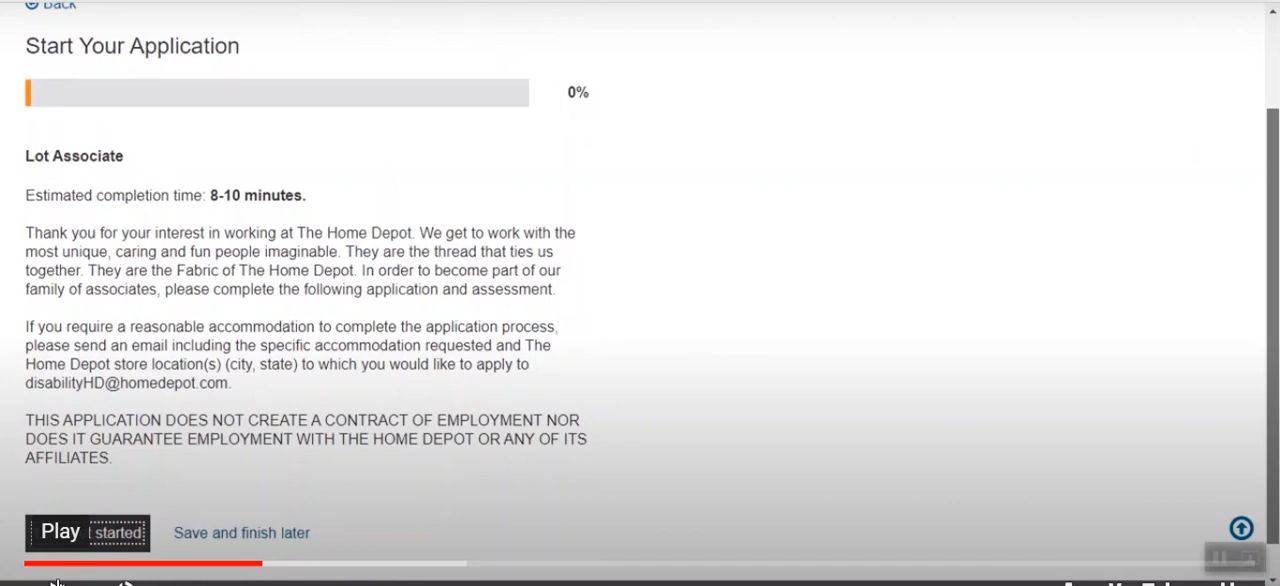 Back
Start Your Application
0%
Lot Associate
Estimated completion time: 8-10 minutes.
Thank you for your interest in working at The Home Depot. We get to work with the
most unique, caring and fun people imaginable. They are the thread that ties us
together. They are the Fabric of The Home Depot. In order to become part of our
family of associates, please complete the following application and assessment.
If you require a reasonable accommodation to complete the application process,
please send an email including the specific accommodation requested and The
Home Depot store location(s) (city, state) to which you would like to apply to
disabilityHD@homedepot.com.
THIS APPLICATION DOES NOT CREATE A CONTRACT OF EMPLOYMENT NOR
DOES IT GUARANTEE EMPLOYMENT WITH THE HOME DEPOT OR ANY OF ITS
AFFILIATES.
Play started Save and finish later